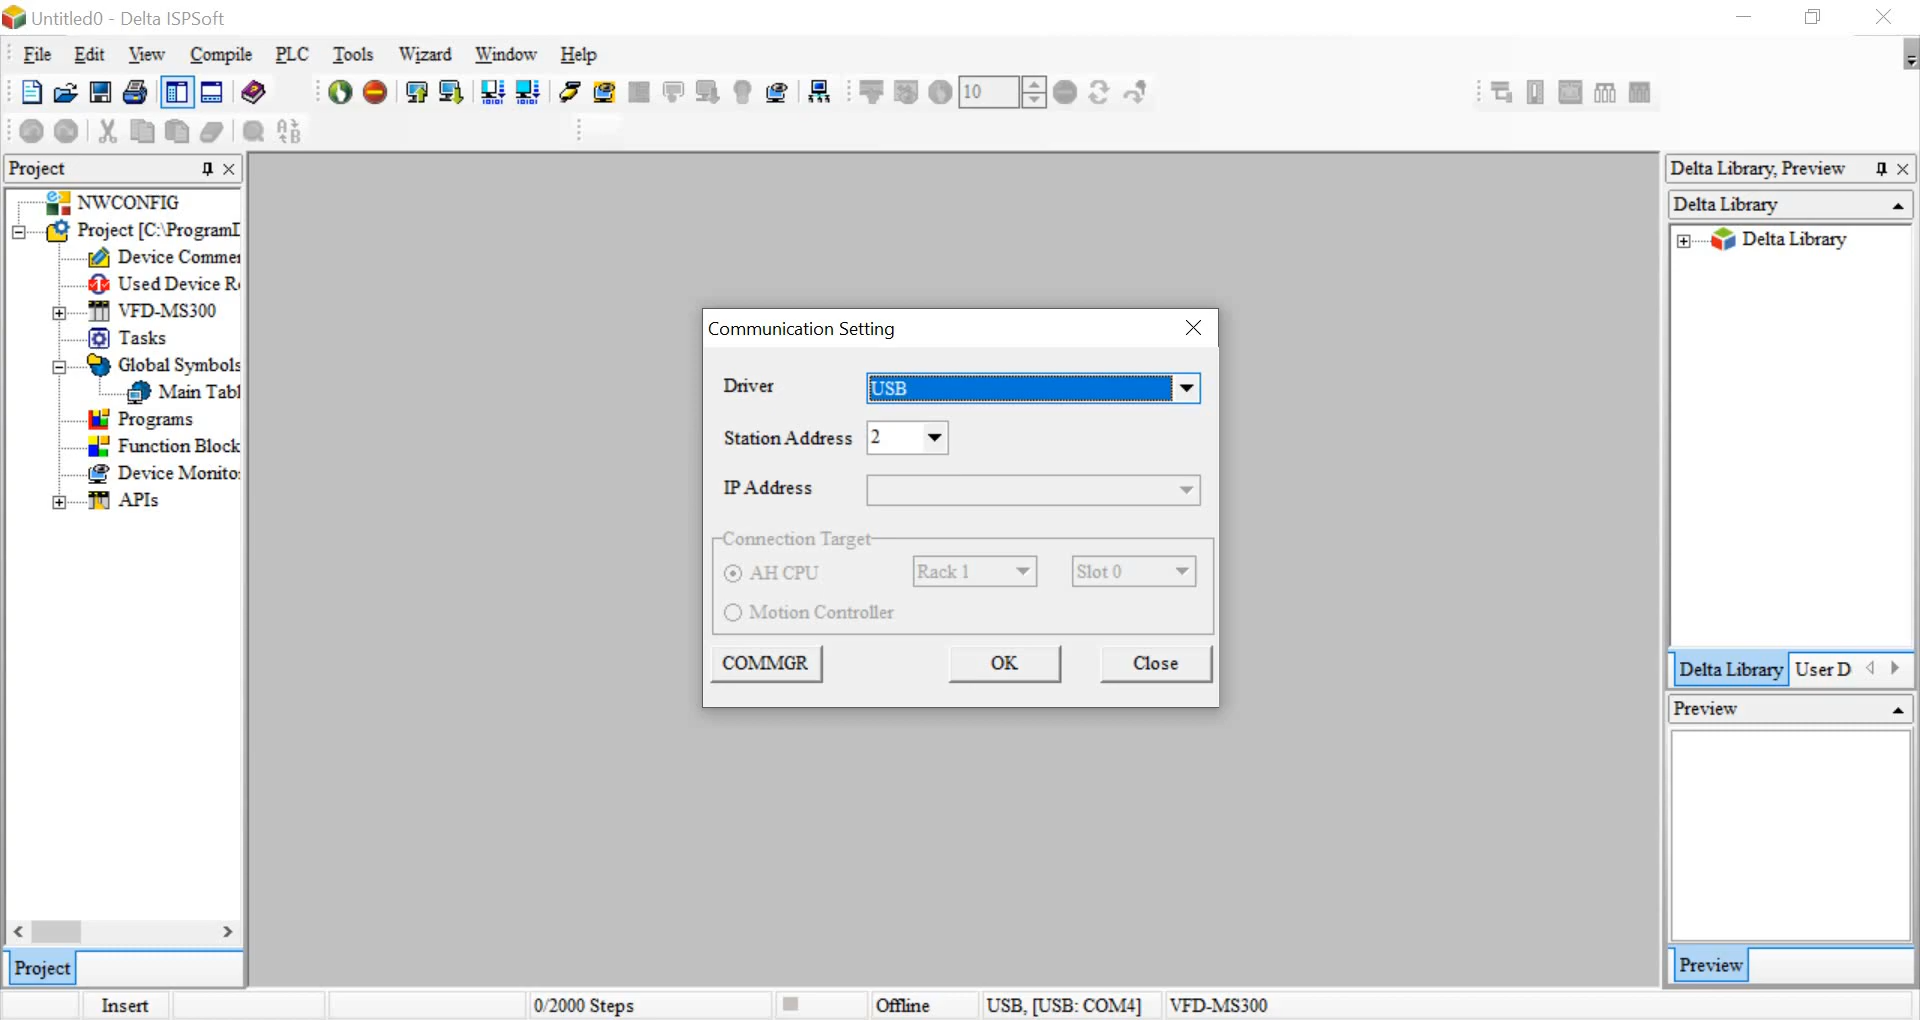 Untitled0 - Delta ISPSoft
File Edit View Compile PLC Tools Wizard Window Help
10
Project
NWCONFIG
Project [C:\Program
Device Comme
Used Device R
VFD-MS300
Tasks
Global Symbols
Main Tab
Programs
Function Block
Device Monito
APIs
Project
Communication Setting
Driver USB
Station Address 2
IP Address
Connection Target
AH CPU Rack 1 Slot 0
Motion Controller
COMMGR OK Close
Delta Library, Preview
Delta Library
Delta Library
Delta Library User D
Preview
Preview
Insert 0/2000 Steps Offline USB, [USB: COM4] VFD-MS300